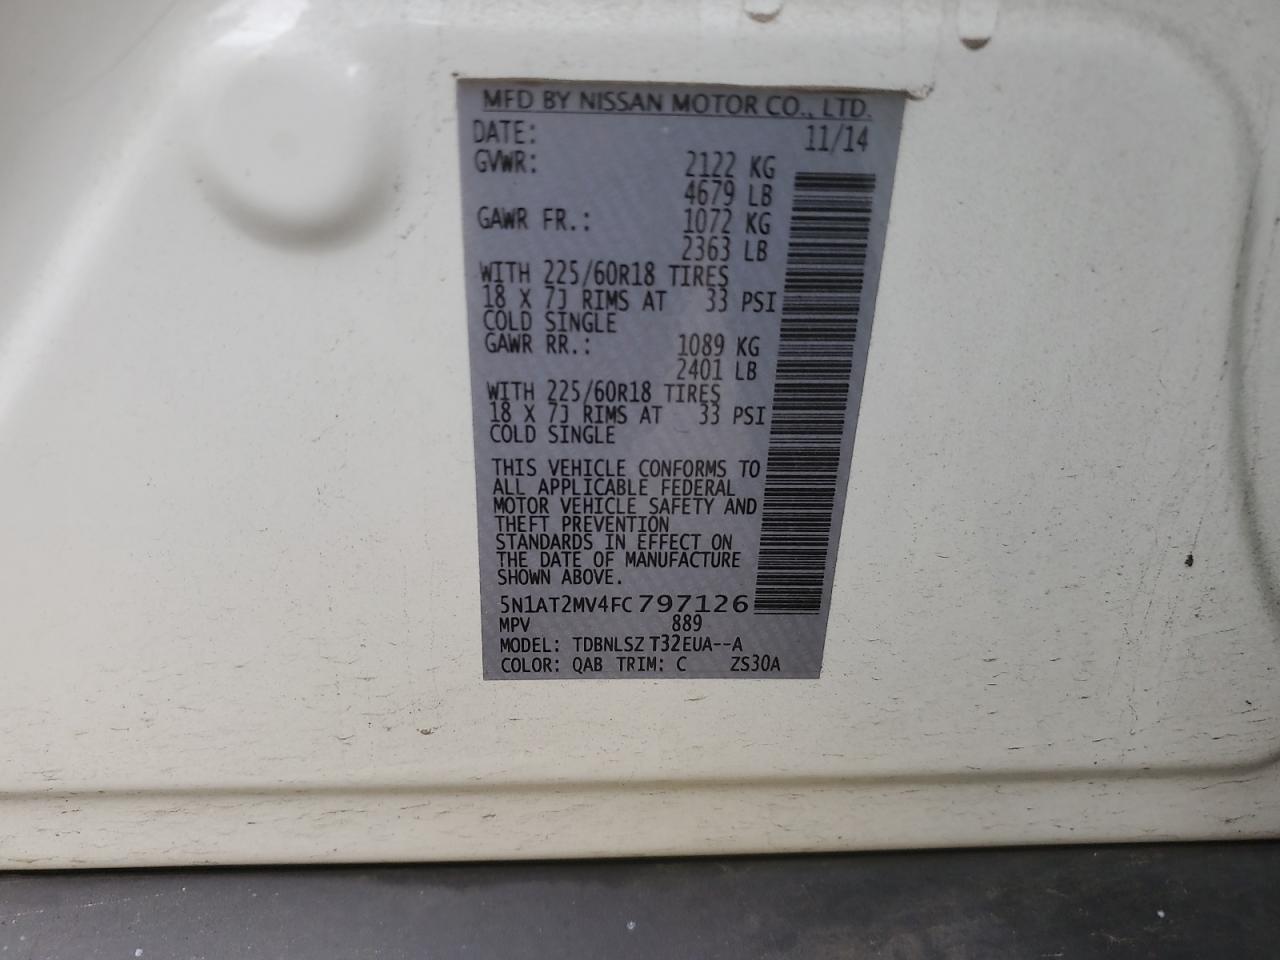 MFD BY NISSAN MOTOR CO., LTD.
DATE: 11/14
GVWR: 2122 KG
4679 LB
GAWR FR.: 1072 KG
2363 LB
WITH 225/60R18 TIRES
18 X 7J RIMS AT 33 PSI
COLD SINGLE
GAWR RR.: 1089 KG
2401 LB
WITH 225/60R18 TIRES
18 X 7J RIMS AT 33 PSI
COLD SINGLE
THIS VEHICLE CONFORMS TO
ALL APPLICABLE FEDERAL
MOTOR VEHICLE SAFETY AND
THEFT PREVENTION
STANDARDS IN EFFECT ON
THE DATE OF MANUFACTURE
SHOWN ABOVE.
5N1AT2MV4FC797126
MPV 889
MODEL: TDBNLSZ T32EUA--A
COLOR: QAB TRIM: C ZS30A